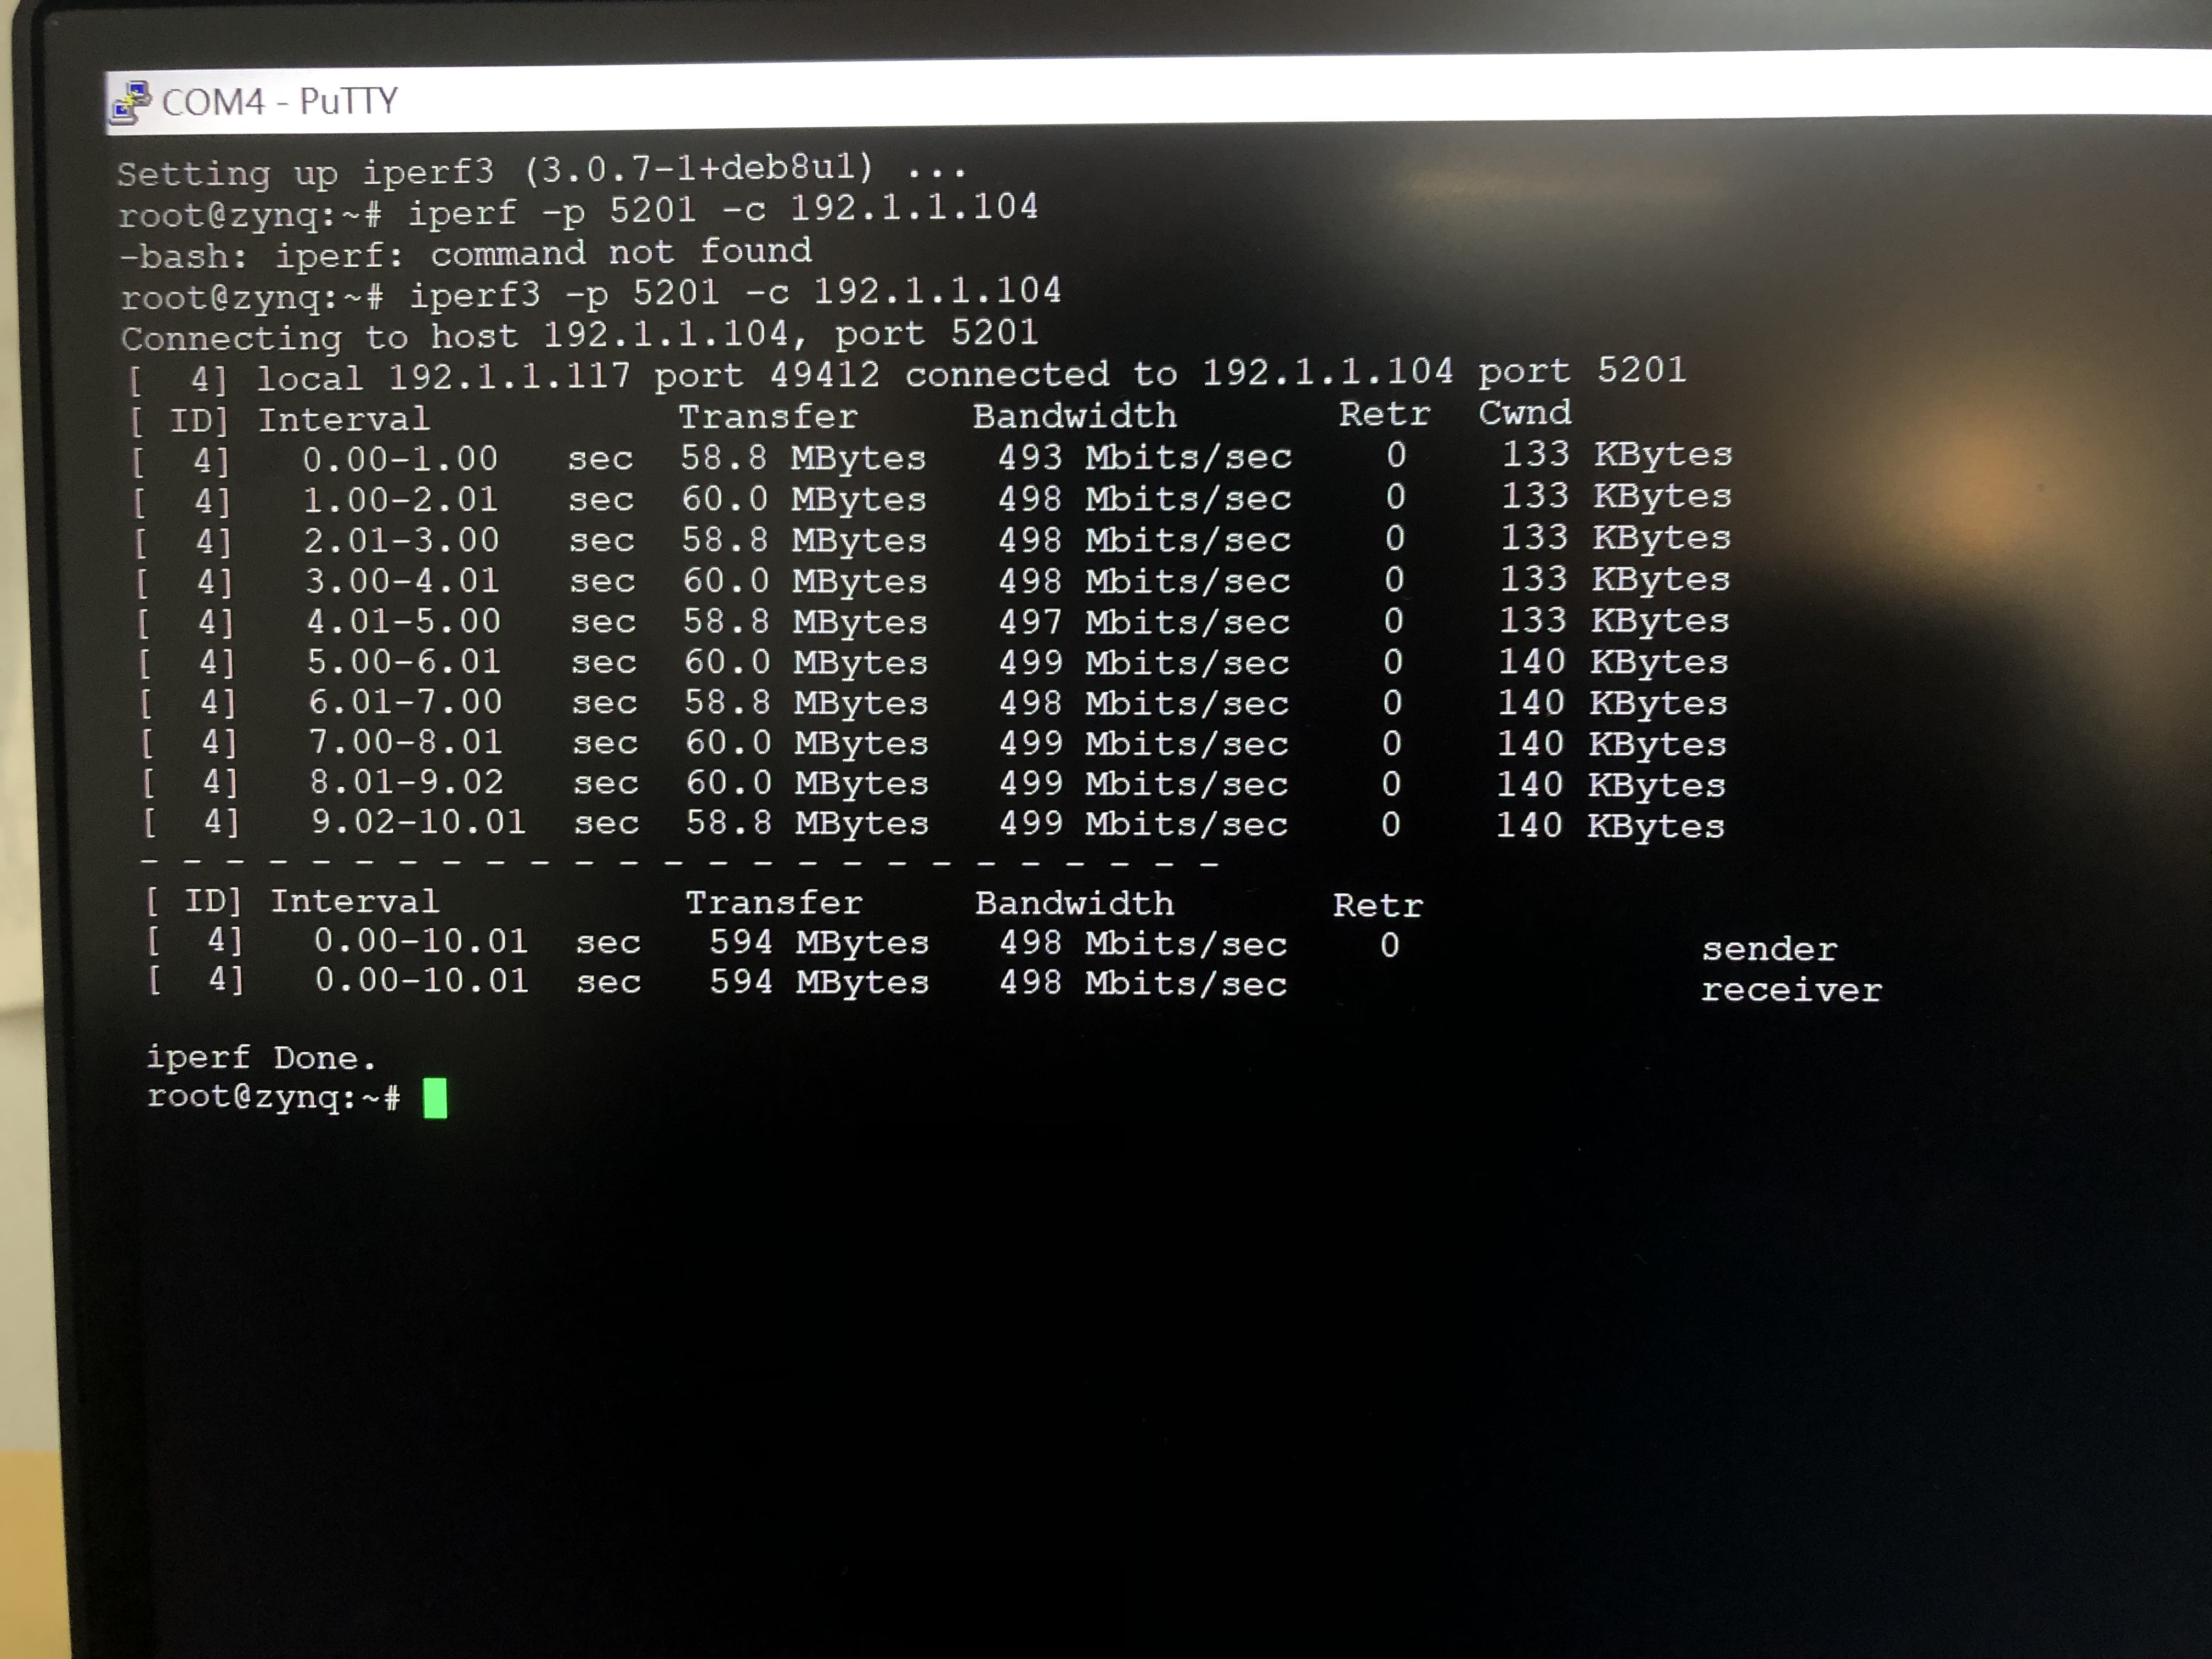 COM4 - PuTTY
Setting up iperf3 (3.0.7-1+deb8u1) ...
root@zynq:~# iperf -p 5201 -c 192.1.1.104
-bash: iperf: command not found
root@zynq:~# iperf3 -p 5201 -c 192.1.1.104
Connecting to host 192.1.1.104, port 5201
[  4] local 192.1.1.117 port 49412 connected to 192.1.1.104 port 5201
[ ID] Interval           Transfer     Bandwidth       Retr  Cwnd
[  4]   0.00-1.00   sec  58.8 MBytes   493 Mbits/sec    0    133 KBytes
[  4]   1.00-2.01   sec  60.0 MBytes   498 Mbits/sec    0    133 KBytes
[  4]   2.01-3.00   sec  58.8 MBytes   498 Mbits/sec    0    133 KBytes
[  4]   3.00-4.01   sec  60.0 MBytes   498 Mbits/sec    0    133 KBytes
[  4]   4.01-5.00   sec  58.8 MBytes   497 Mbits/sec    0    133 KBytes
[  4]   5.00-6.01   sec  60.0 MBytes   499 Mbits/sec    0    140 KBytes
[  4]   6.01-7.00   sec  58.8 MBytes   498 Mbits/sec    0    140 KBytes
[  4]   7.00-8.01   sec  60.0 MBytes   499 Mbits/sec    0    140 KBytes
[  4]   8.01-9.02   sec  60.0 MBytes   499 Mbits/sec    0    140 KBytes
[  4]   9.02-10.01  sec  58.8 MBytes   499 Mbits/sec    0    140 KBytes
- - - - - - - - - - - - - - - - - - - - - - - - -
[ ID] Interval           Transfer     Bandwidth       Retr
[  4]   0.00-10.01  sec   594 MBytes   498 Mbits/sec    0             sender
[  4]   0.00-10.01  sec   594 MBytes   498 Mbits/sec                  receiver
iperf Done.
root@zynq:~#